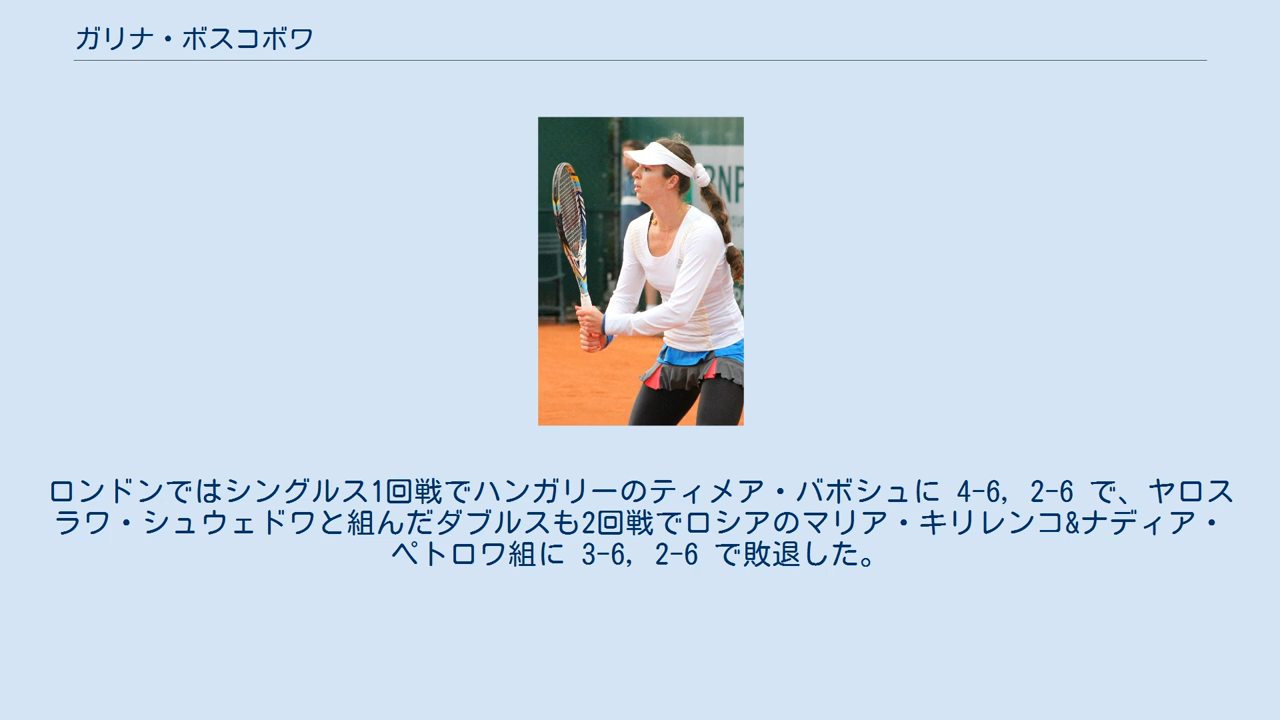 ガリナ・ボスコボワ
RNP
ロンドンではシングルス1回戦でハンガリーのティメア・バボシュに 4-6, 2-6 で、ヤロス
ラワ・シュウェドワと組んだダブルスも2回戦でロシアのマリア・キリレンコ&ナディア・
ペトロワ組に 3-6, 2-6 で敗退した。